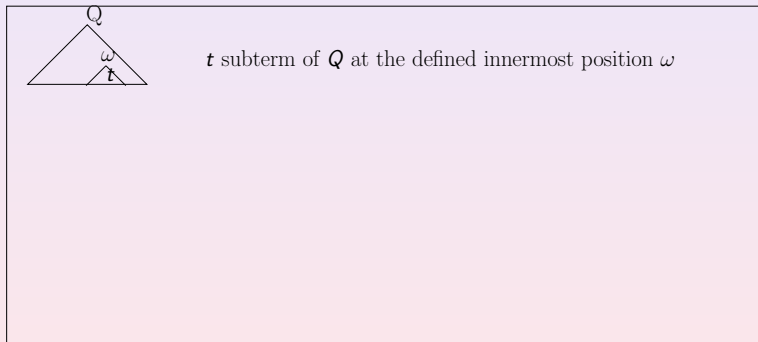 Q
ω
t
t subterm of Q at the defined innermost position ω